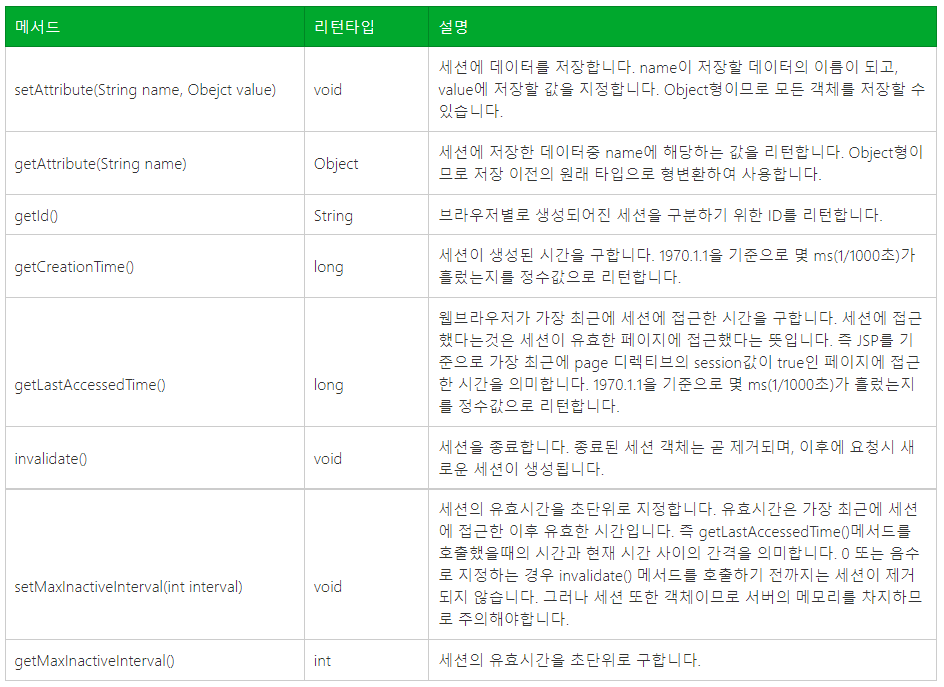 메서드 리턴타입 설명
setAttribute(String name, Obejct value) void 세션에 데이터를 저장합니다. name이 저장할 데이터의 이름이 되고,
value에 저장할 값을 지정합니다. Object형이므로 모든 객체를 저장할 수
있습니다.
getAttribute(String name) Object 세션에 저장한 데이터중 name에 해당하는 값을 리턴합니다. Object형이
므로 저장 이전의 원래 타입으로 형변환하여 사용합니다.
getId() String 브라우저별로 생성되어진 세션을 구분하기 위한 ID를 리턴합니다.
getCreationTime() long 세션이 생성된 시간을 구합니다. 1970.1.1을 기준으로 몇 ms(1/1000초)가
흘렀는지를 정수값으로 리턴합니다.
getLastAccessedTime() long 웹브라우저가 가장 최근에 세션에 접근한 시간을 구합니다. 세션에 접근
했다는것은 세션이 유효한 페이지에 접근했다는 뜻입니다. 즉 JSP를 기
준으로 가장 최근에 page 디렉티브의 session값이 true인 페이지에 접근
한 시간을 의미합니다. 1970.1.1을 기준으로 몇 ms(1/1000초)가 흘렀는지
를 정수값으로 리턴합니다.
invalidate() void 세션을 종료합니다. 종료된 세션 객체는 곧 제거되며, 이후에 요청시 새
로운 세션이 생성됩니다.
setMaxInactiveInterval(int interval) void 세션의 유효시간을 초단위로 지정합니다. 유효시간은 가장 최근에 세션
에 접근한 이후 유효한 시간입니다. 즉 getLastAccessedTime()메서드를
호출했을때의 시간과 현재 시간 사이의 간격을 의미합니다. 0 또는 음수
로 지정하는 경우 invalidate() 메서드를 호출하기 전까지는 세션이 제거
되지 않습니다. 그러나 세션 또한 객체이므로 서버의 메모리를 차지하므
로 주의해야합니다.
getMaxInactiveInterval() int 세션의 유효시간을 초단위로 구합니다.